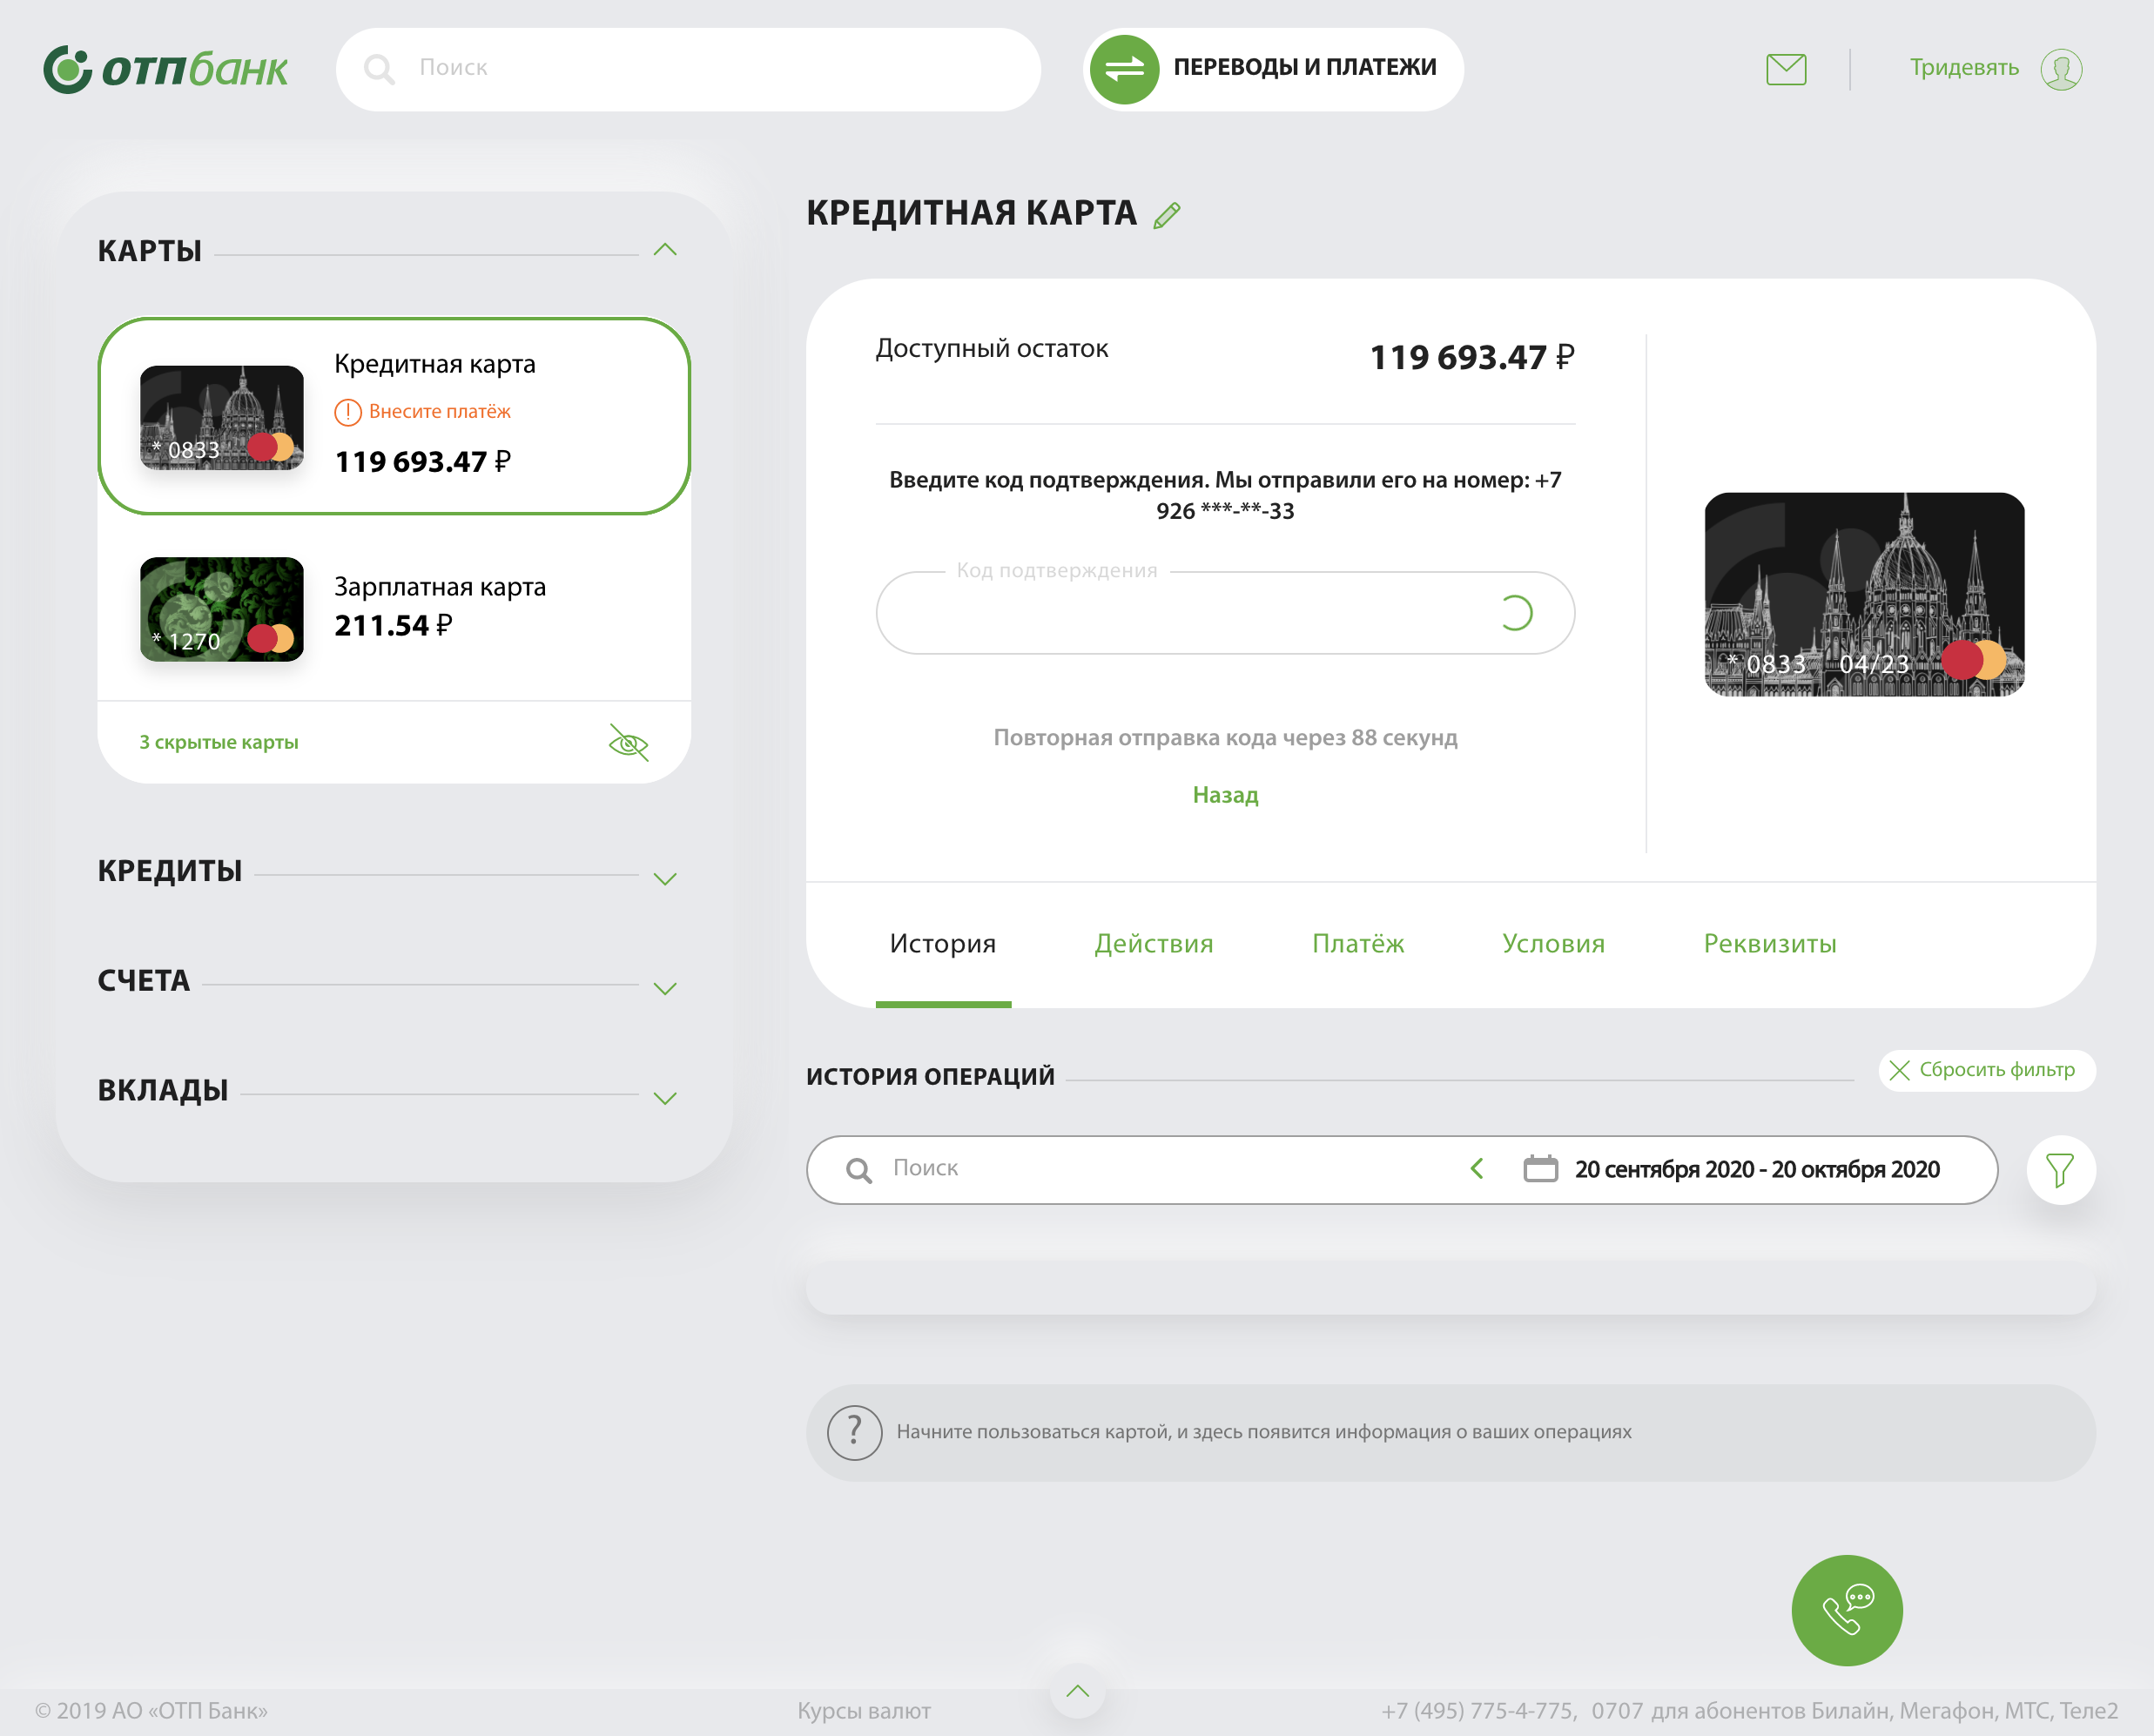 ОТПбанк
Поиск
ПЕРЕВОДЫ И ПЛАТЕЖИ
Тридевять
КАРТЫ
Кредитная карта
Внесите платёж
* 0833
119 693.47 ₽
Зарплатная карта
211.54 ₽
* 1270
3 скрытые карты
КРЕДИТЫ
СЧЕТА
ВКЛАДЫ
КРЕДИТНАЯ КАРТА
Доступный остаток
119 693.47 ₽
Введите код подтверждения. Мы отправили его на номер: +7
926 ***-**-33
Код подтверждения
Повторная отправка кода через 88 секунд
Назад
* 0833 04/23
История Действия Платёж Условия Реквизиты
ИСТОРИЯ ОПЕРАЦИЙ
Сбросить фильтр
Поиск
20 сентября 2020 - 20 октября 2020
? Начните пользоваться картой, и здесь появится информация о ваших операциях
© 2019 АО «ОТП Банк»
Курсы валют
+7 (495) 775-4-775, 0707 для абонентов Билайн, Мегафон, МТС, Теле2